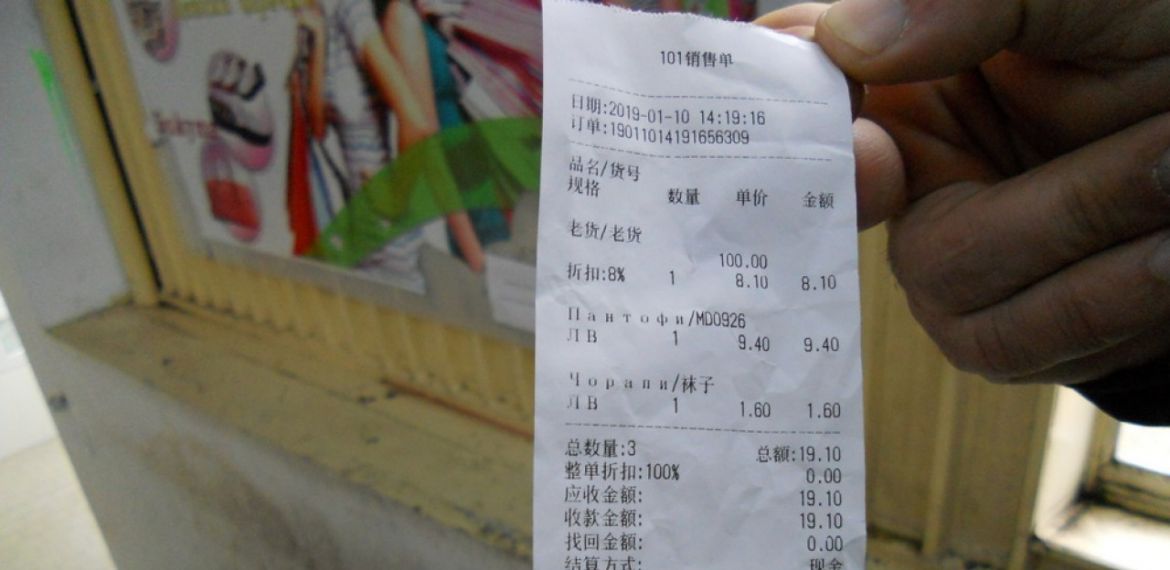 101销售单
日期:2019-01-10 14:19:16
订单:19011014191656309
品名/货号
规格 数量 单价 金额
老货/老货
100.00
折扣:8% 1 8.10 8.10
Пантофи/MD0926
ЛВ 1 9.40 9.40
Чорапи/袜子
ЛВ 1 1.60 1.60
总数量:3 总额:19.10
整单折扣:100% 0.00
应收金额: 19.10
收款金额: 19.10
找回金额: 0.00
结算方式: 现金